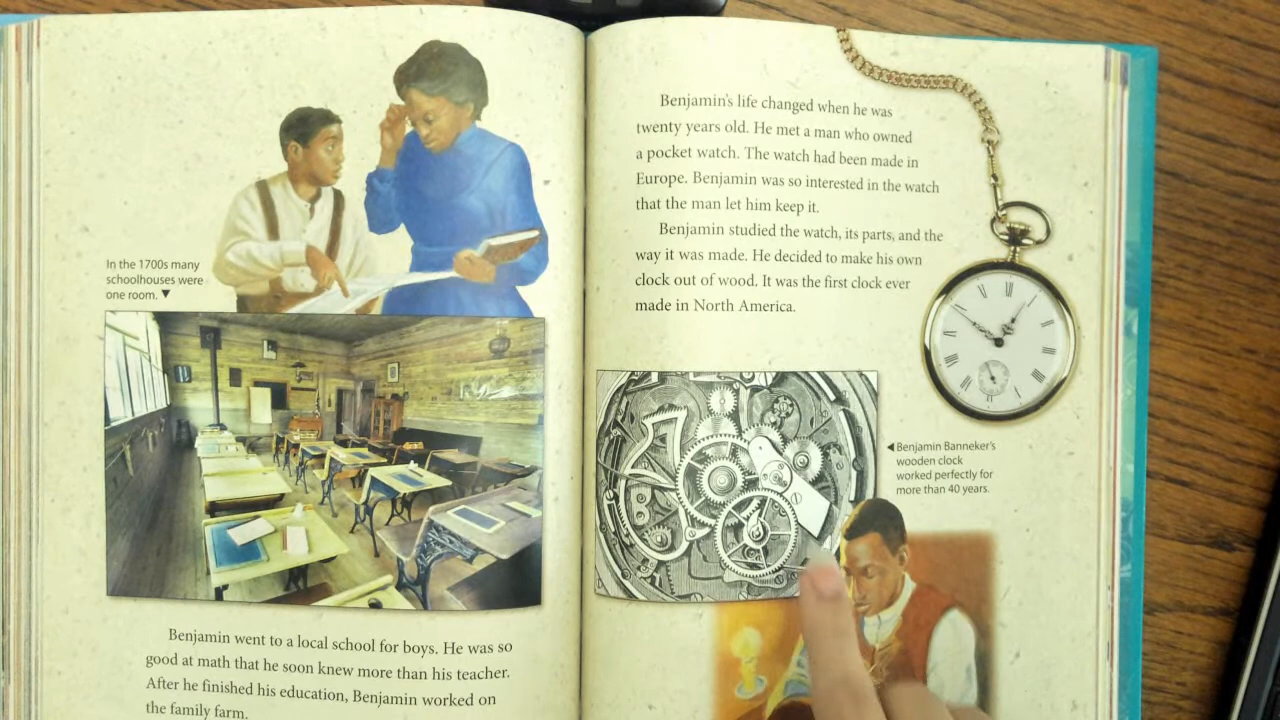 In the 1700s many
schoolhouses were
one room. ▼
Benjamin went to a local school for boys. He was so
good at math that he soon knew more than his teacher.
After he finished his education, Benjamin worked on
the family farm.
Benjamin's life changed when he was
twenty years old. He met a man who owned
a pocket watch. The watch had been made in
Europe. Benjamin was so interested in the watch
that the man let him keep it.
Benjamin studied the watch, its parts, and the
way it was made. He decided to make his own
clock out of wood. It was the first clock ever
made in North America.
◀ Benjamin Banneker's
wooden clock
worked perfectly for
more than 40 years.